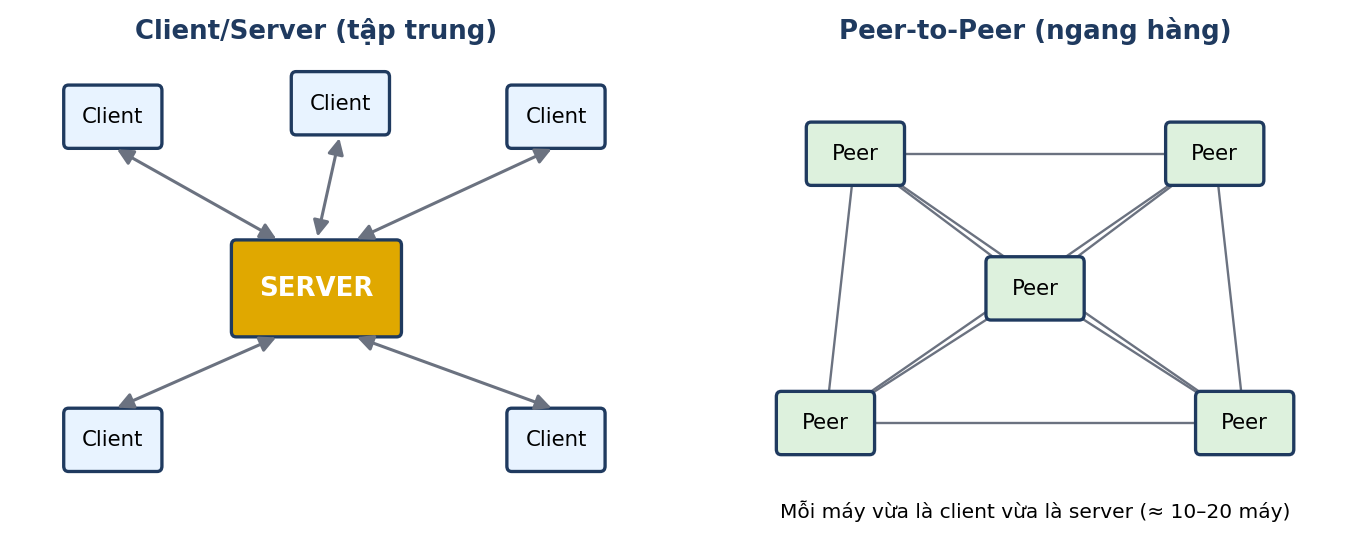 Client/Server (tập trung)
Client
Client
Client
SERVER
Client
Client
Peer-to-Peer (ngang hàng)
Peer
Peer
Peer
Peer
Peer
Mỗi máy vừa là client vừa là server (≈ 10–20 máy)